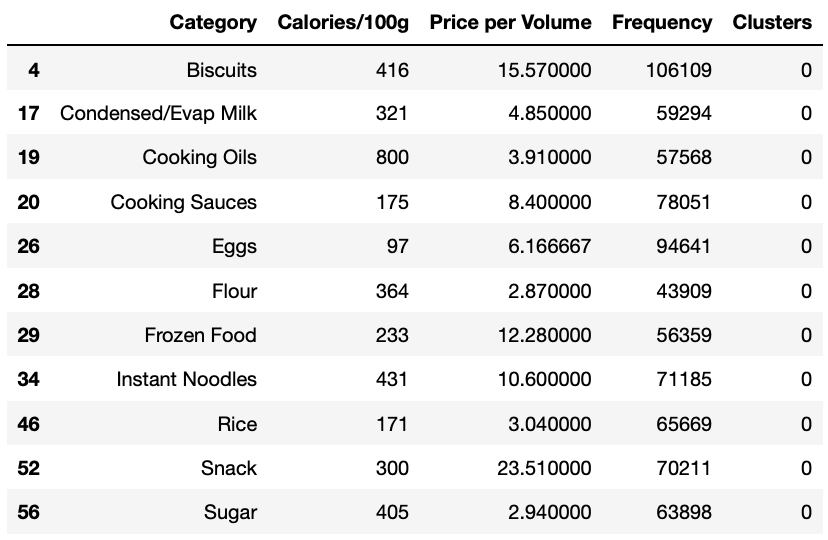 Category Calories/100g Price per Volume Frequency Clusters
4 Biscuits 416 15.570000 106109 0
17 Condensed/Evap Milk 321 4.850000 59294 0
19 Cooking Oils 800 3.910000 57568 0
20 Cooking Sauces 175 8.400000 78051 0
26 Eggs 97 6.166667 94641 0
28 Flour 364 2.870000 43909 0
29 Frozen Food 233 12.280000 56359 0
34 Instant Noodles 431 10.600000 71185 0
46 Rice 171 3.040000 65669 0
52 Snack 300 23.510000 70211 0
56 Sugar 405 2.940000 63898 0